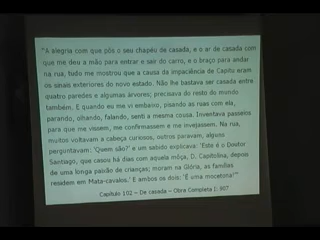 "A alegria com que pôs o seu chapéu de casada, e o ar de casada com
que me deu a mão para entrar e sair do carro, e o braço para andar
na rua, tudo me mostrou que a causa da impaciência de Capitu eram
os sinais exteriores do novo estado. Não lhe bastava ser casada entre
quatro paredes e algumas árvores; precisava do resto do mundo
também. E quando eu me vi embaixo, pisando as ruas com ela,
parando, olhando, falando, senti a mesma cousa. Inventava passeios
para que me vissem, me confirmassem e me invejassem. Na rua,
muitos voltavam a cabeça curiosos, outros paravam, alguns
perguntavam: 'Quem são?' e um sabido explicava: 'Este é o Doutor
Santiago, que casou há dias com aquela môça, D. Capitolina, depois
de uma longa paixão de crianças; moram na Glória, as famílias
residem em Mata-cavalos.' E ambos os dois: 'É uma mocetona!'"
Capítulo 102 – De casada – Obra Completa I: 907